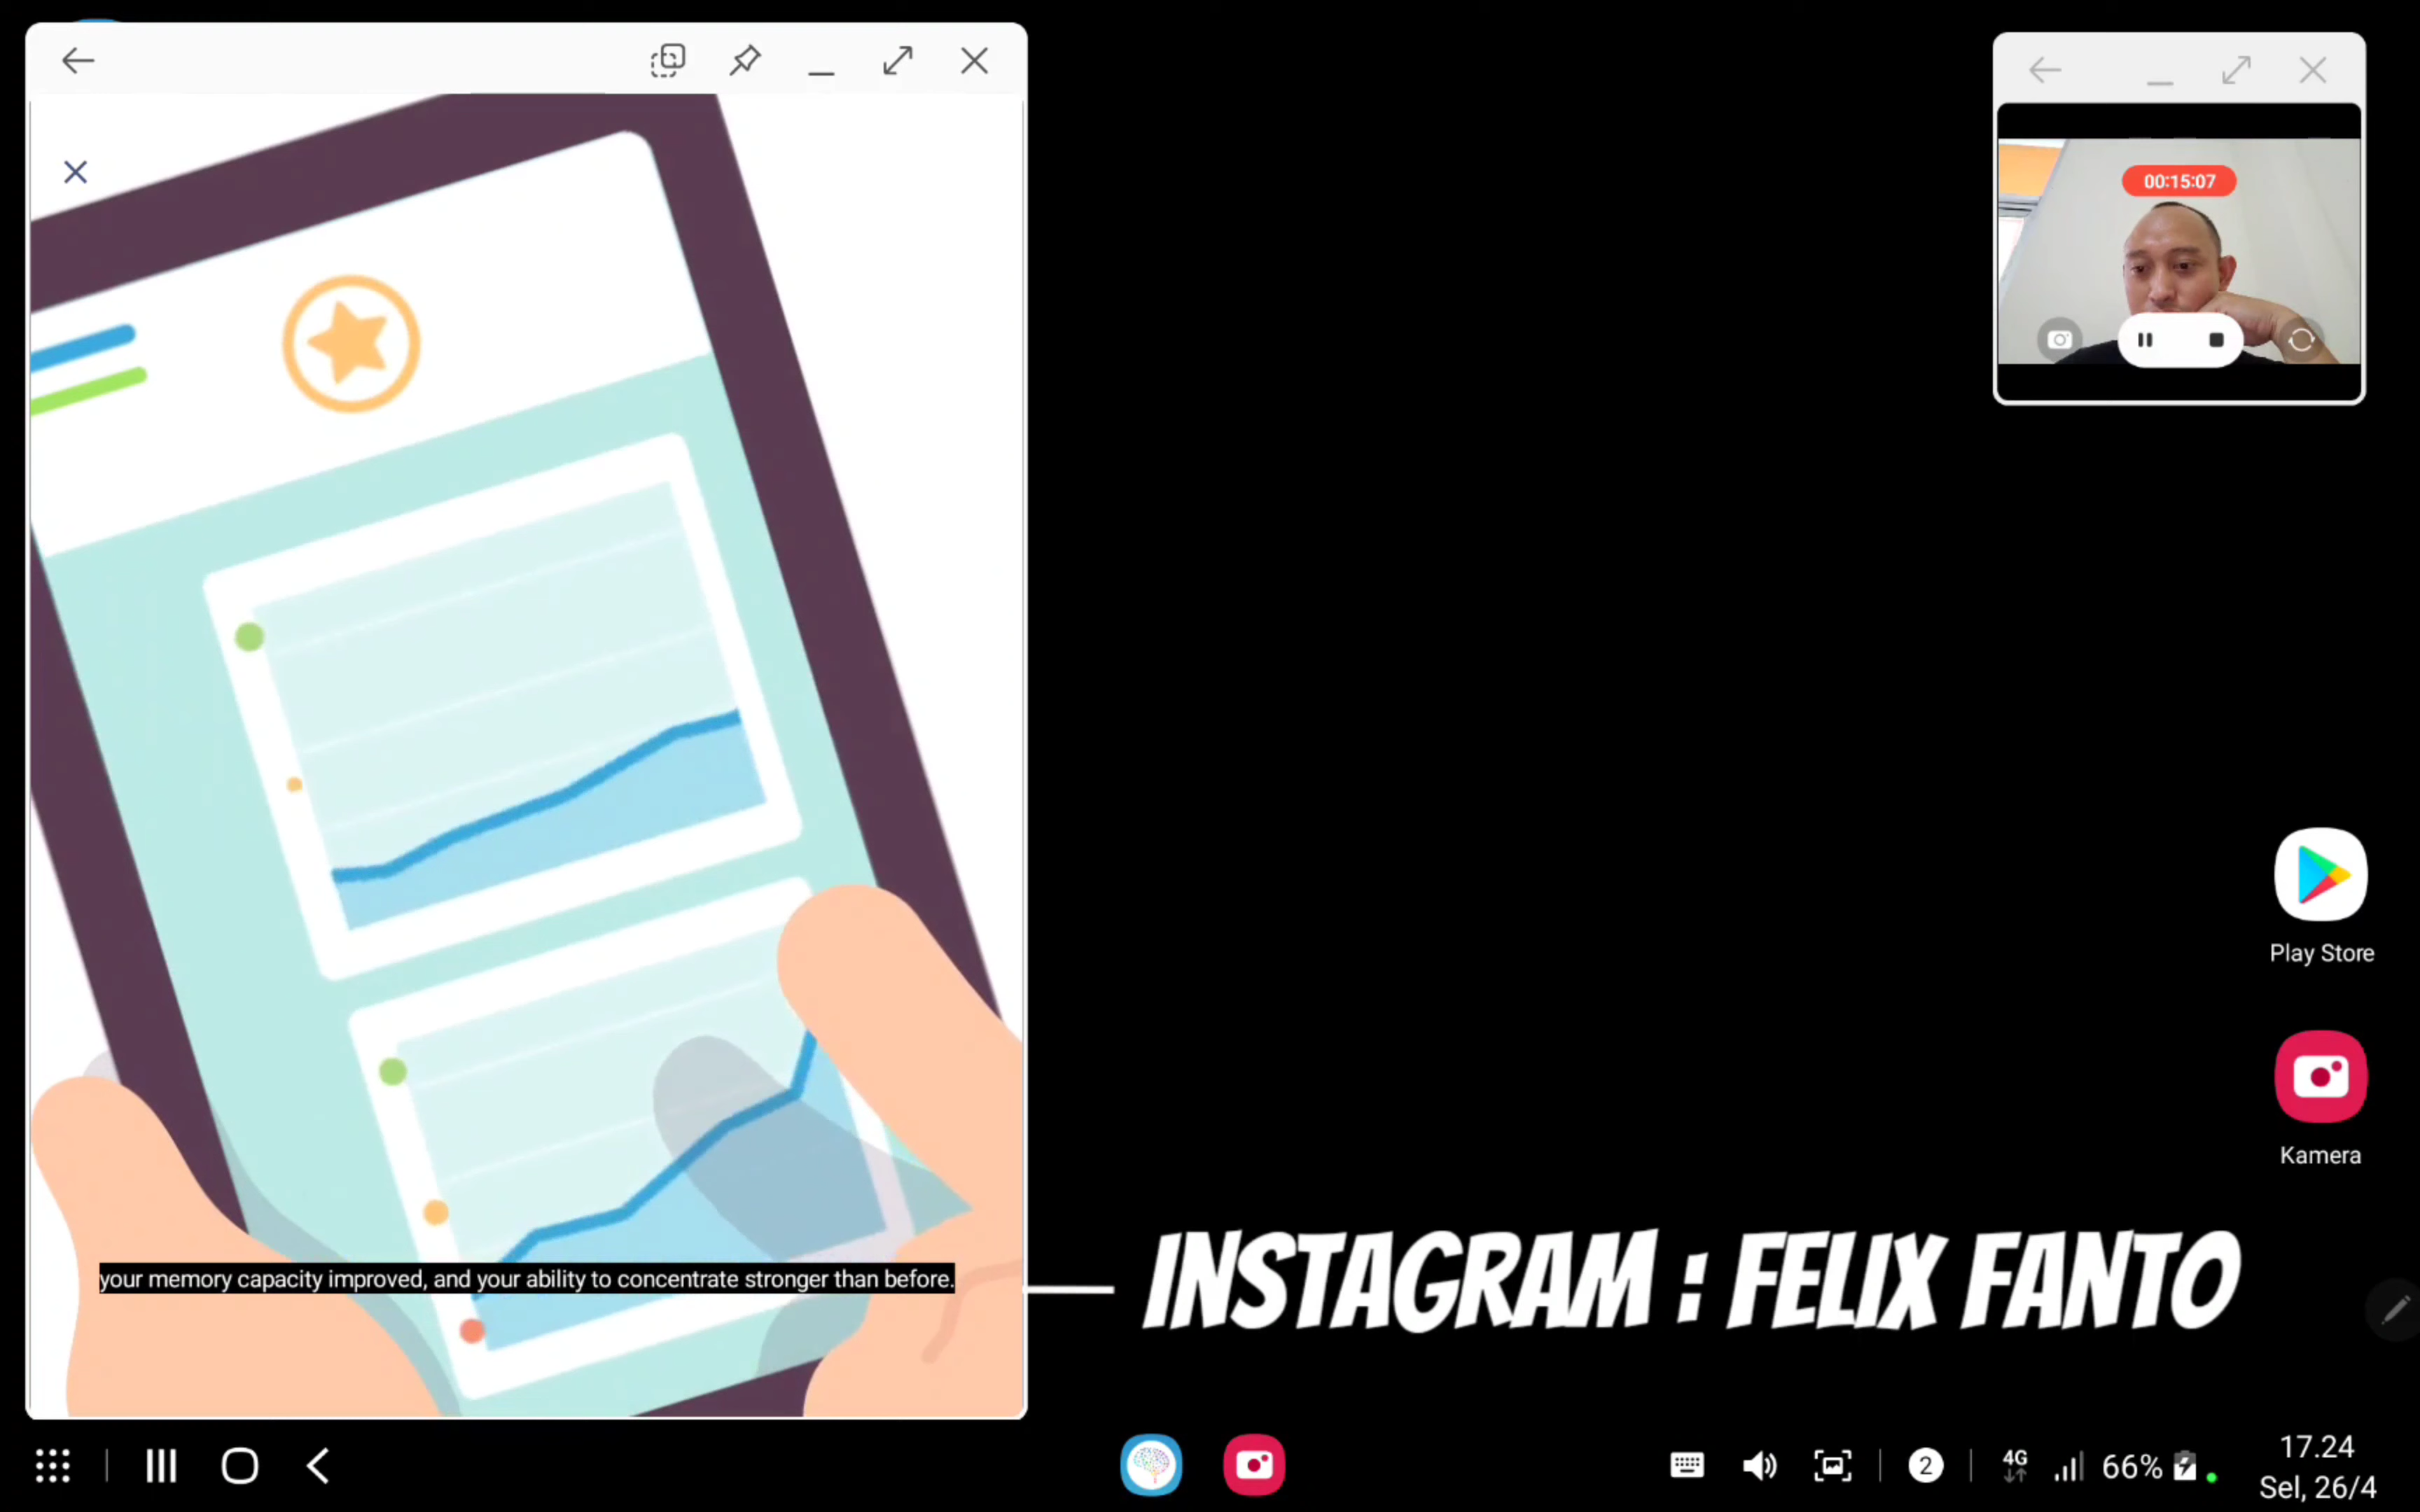 00:15:07
Play Store
Kamera
your memory capacity improved, and your ability to concentrate stronger than before.
INSTAGRAM : FELIX FANTO
2
4G
66%
17.24
Sel, 26/4